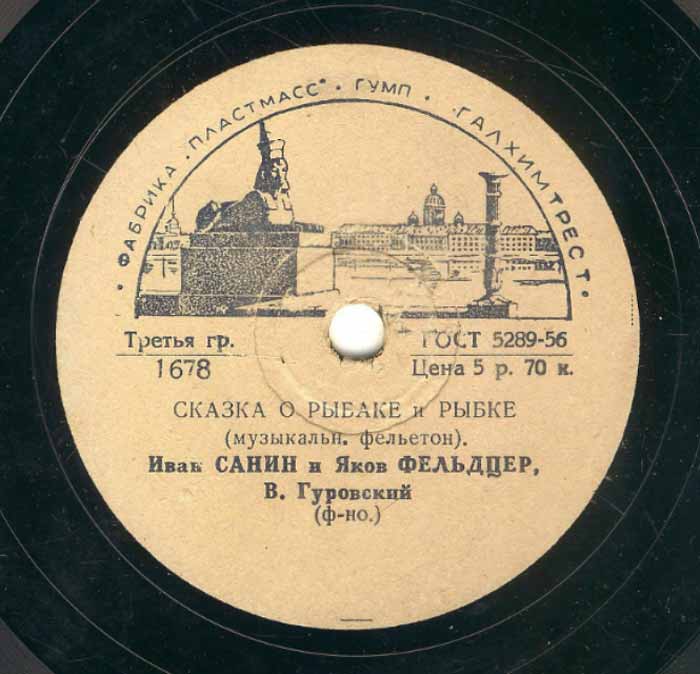 • ФАБРИКА „ПЛАСТМАСС“ • ГУМП • ГАЛХИМТРЕСТ •
Третья гр.
ГОСТ 5289-56
1678
Цена 5 р. 70 к.
СКАЗКА О РЫБАКЕ и РЫБКЕ
(музыкальн. фельетон).
Иван САНИН и Яков ФЕЛЬДЦЕР,
В. Гуровский
(ф-но.)